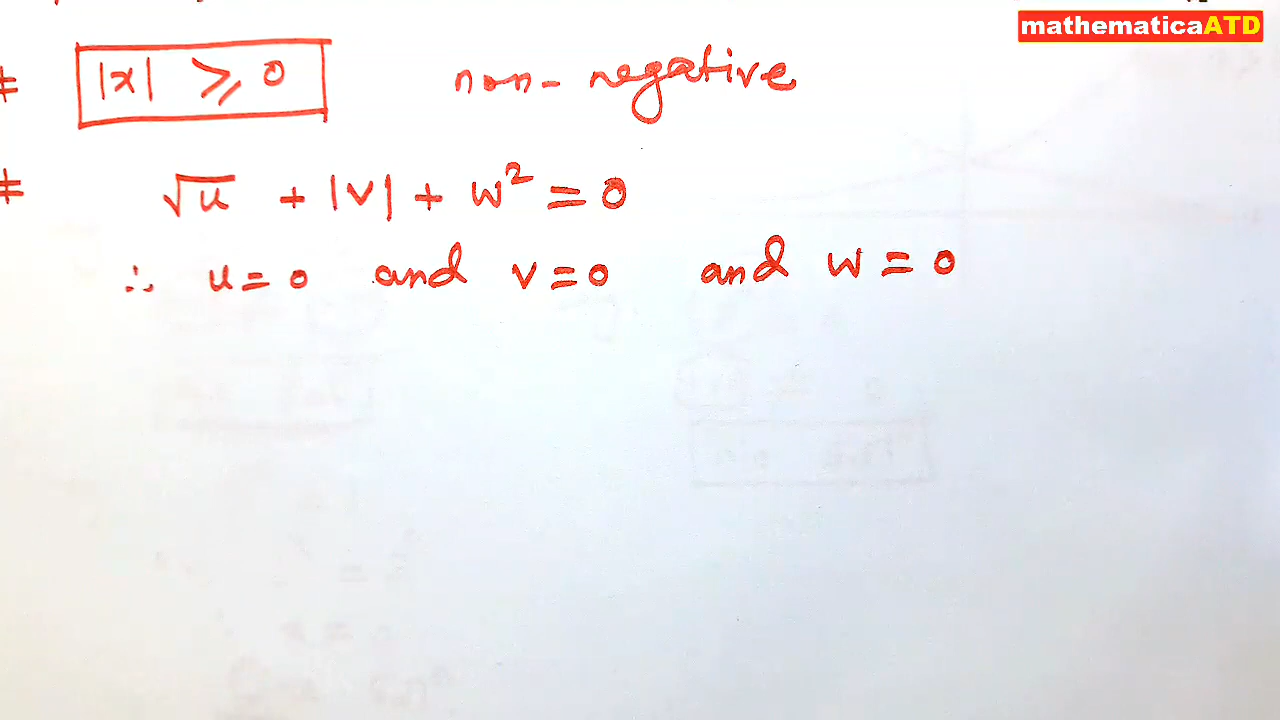 mathematicaATD
# |x| ⩾ 0 non-negative
# √u + |v| + w² = 0
∴ u = 0 and v = 0 and w = 0